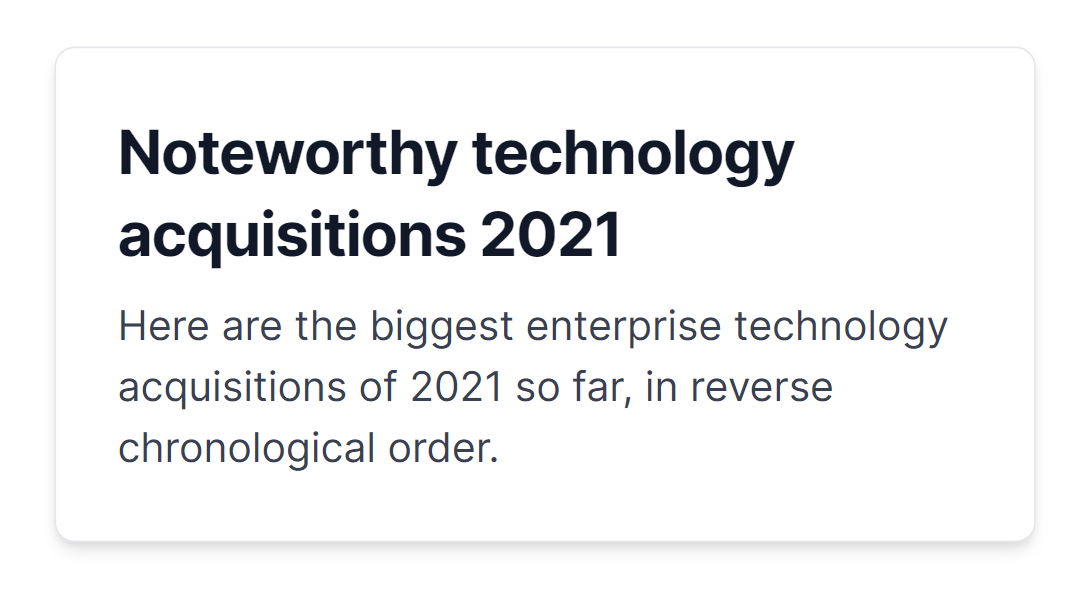 Noteworthy technology
acquisitions 2021
Here are the biggest enterprise technology
acquisitions of 2021 so far, in reverse
chronological order.